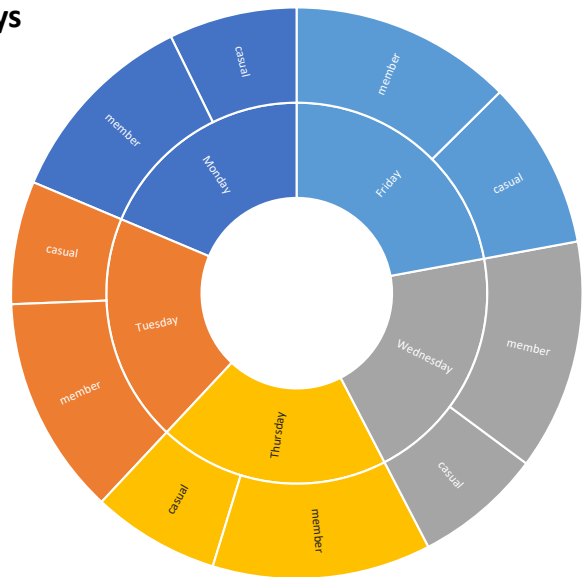 ys
member
casual
Friday
member
casual
Wednesday
member
casual
Thursday
member
casual
Tuesday
member
casual
Monday